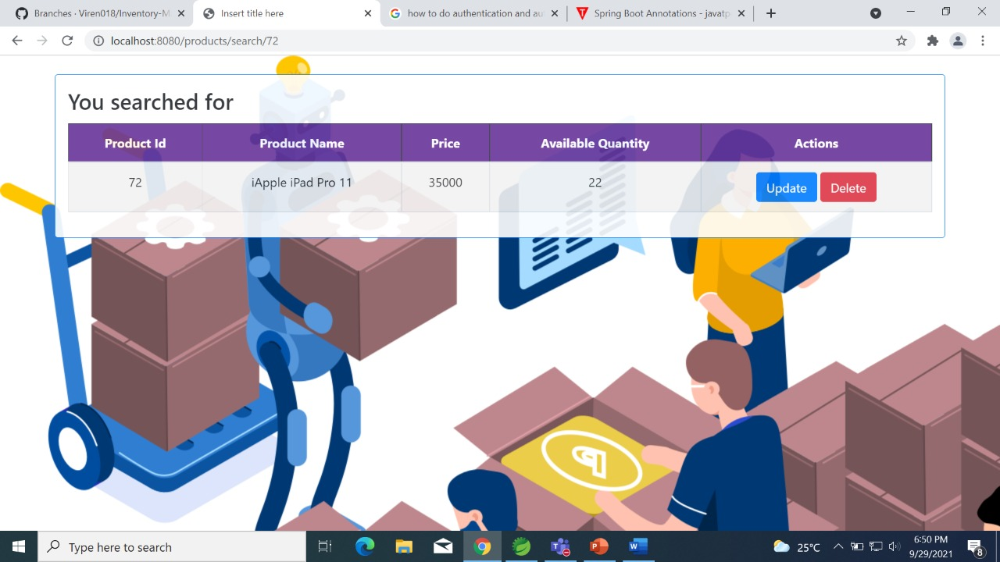 Branches · Viren018/Inventory-M
Insert title here
how to do authentication and au
Spring Boot Annotations - javatp
localhost:8080/products/search/72
You searched for
Product Id Product Name Price Available Quantity Actions
72 iApple iPad Pro 11 35000 22 Update Delete
Type here to search
25°C
6:50 PM
9/29/2021
8